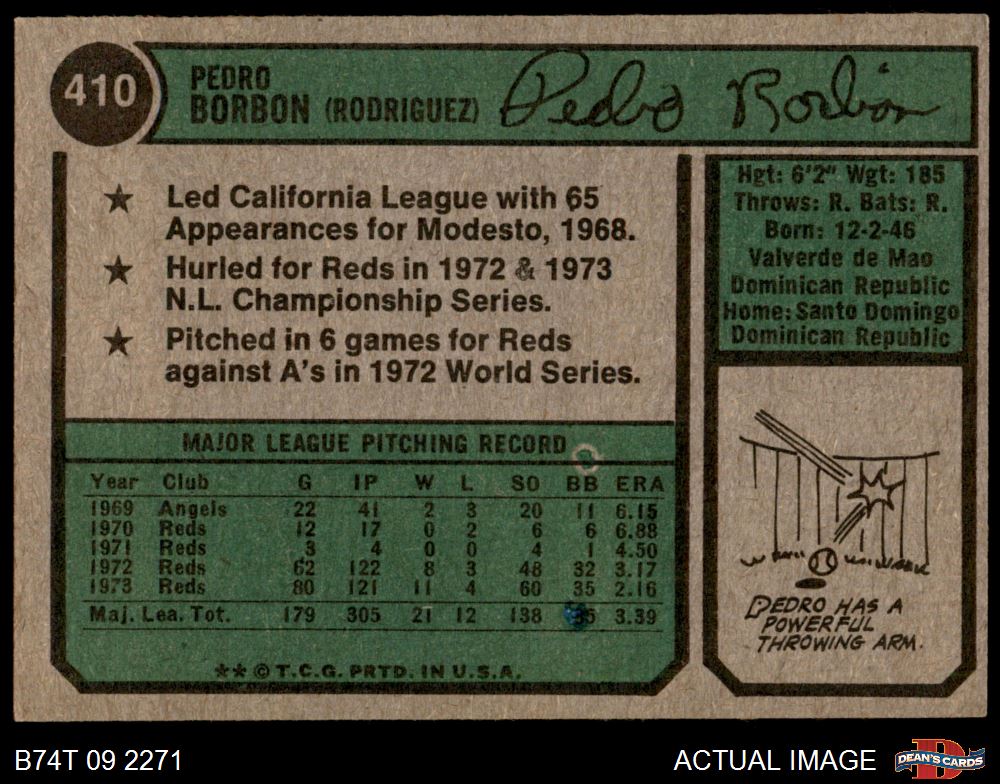 410
PEDRO
BORBON (RODRIGUEZ)
Pedro Borbón
★ Led California League with 65
Appearances for Modesto, 1968.
★ Hurled for Reds in 1972 & 1973
N.L. Championship Series.
★ Pitched in 6 games for Reds
against A's in 1972 World Series.
Hgt: 6'2" Wgt: 185
Throws: R. Bats: R.
Born: 12-2-46
Valverde de Mao
Dominican Republic
Home: Santo Domingo
Dominican Republic
MAJOR LEAGUE PITCHING RECORD
Year Club G IP W L SO BB ERA
1969 Angels 22 41 2 3 20 11 6.15
1970 Reds 12 17 0 2 6 6 6.88
1971 Reds 3 4 0 0 4 1 4.50
1972 Reds 62 122 8 3 48 32 3.17
1973 Reds 80 121 11 4 60 35 2.16
Maj. Lea. Tot. 179 305 21 12 138 3.39
★★ © T.C.G. PRTD. IN U.S.A.
PEDRO HAS A
POWERFUL
THROWING ARM.
B74T 09 2271
ACTUAL IMAGE
D
DEAN'S CARDS